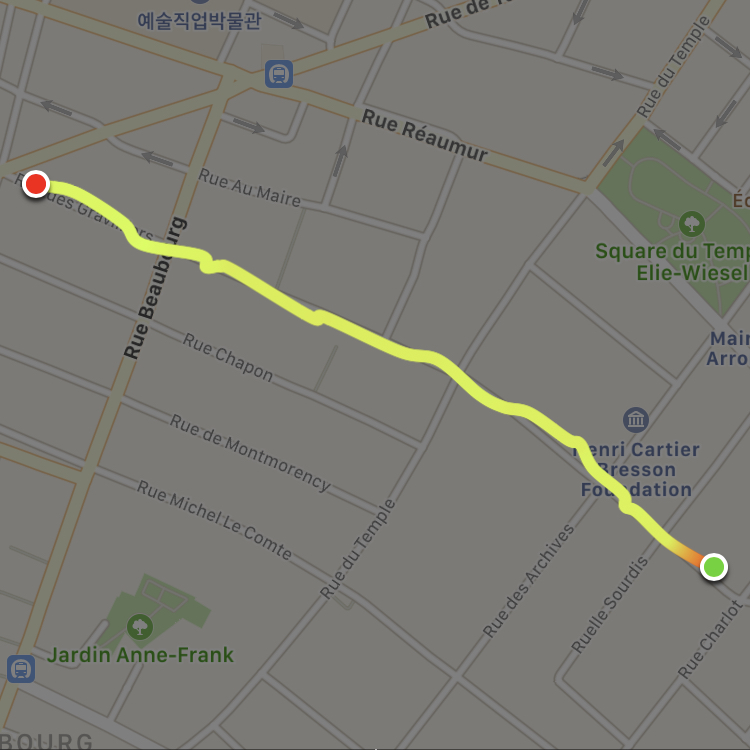 예술직업박물관
Rue de
Rue du Temple
Rue Réaumur
Rue Au Maire
Rue Beaubourg
Square du Temp
Elie-Wiesel
Mair
Arro
Rue Chapon
Henri Cartier
Bresson
Foundation
Rue de Montmorency
Rue Michel Le Comte
Rue du Temple
Rue des Archives
Ruelle Sourdis
Rue Charlot
Jardin Anne-Frank
BOURG